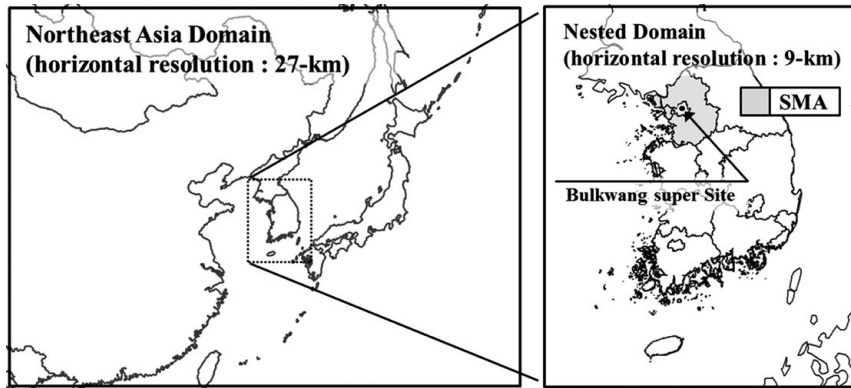 Northeast Asia Domain
(horizontal resolution : 27-km)
Nested Domain
(horizontal resolution : 9-km)
SMA
Bulkwang super Site